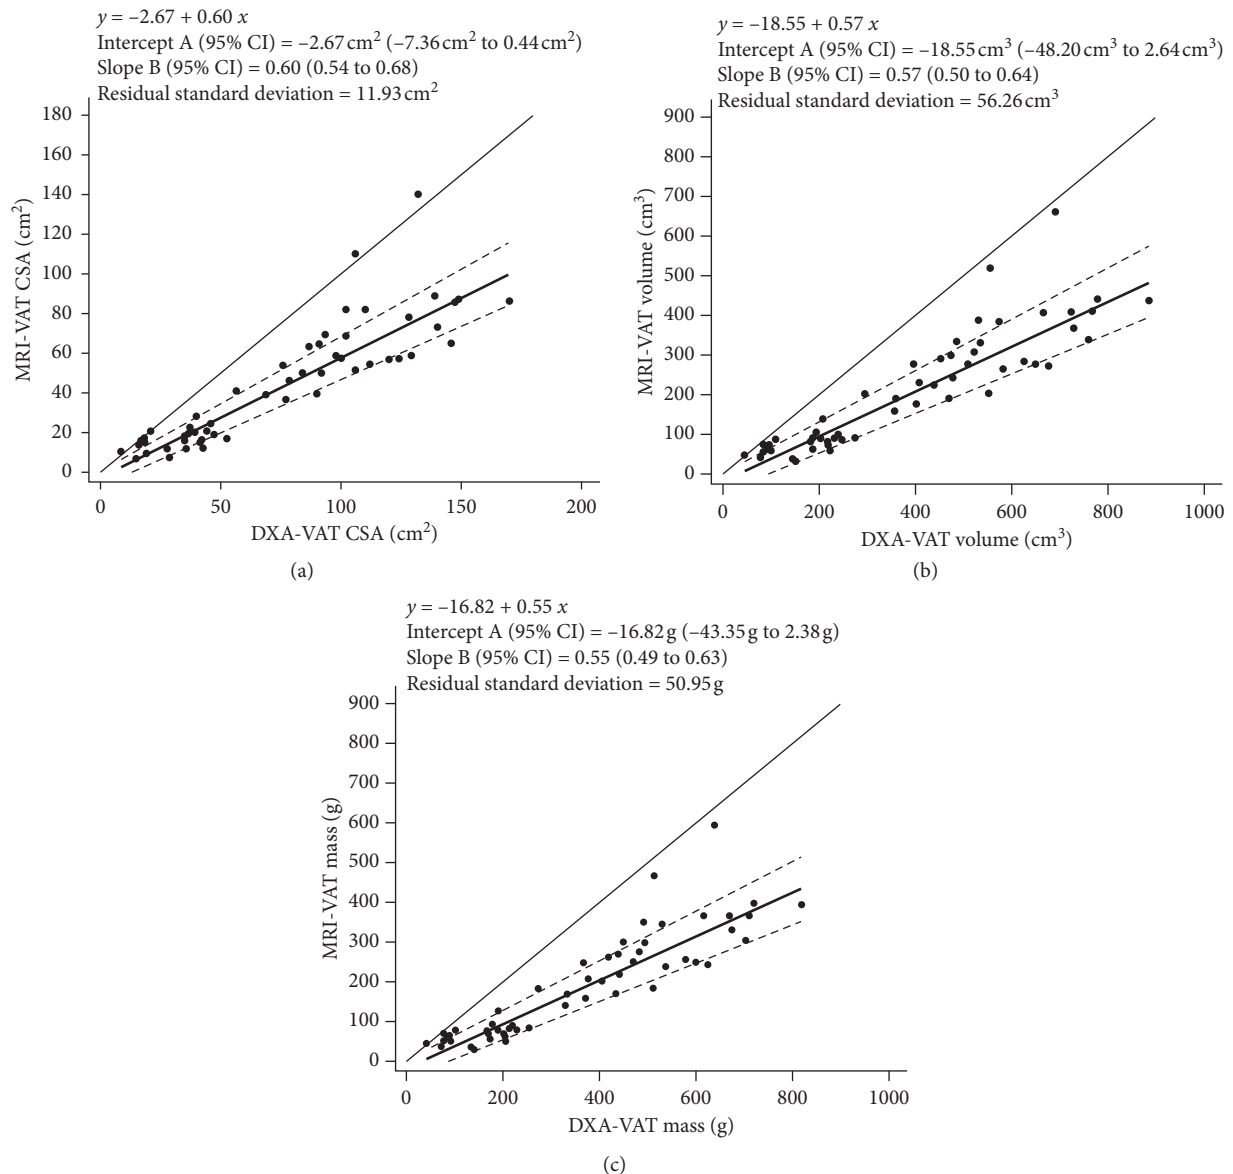 y = –2.67 + 0.60 x
Intercept A (95% CI) = –2.67 cm² (–7.36 cm² to 0.44 cm²)
Slope B (95% CI) = 0.60 (0.54 to 0.68)
Residual standard deviation = 11.93 cm²
180
160
140
120
100
80
60
40
20
0
MRI-VAT CSA (cm²)
0 50 100 150 200
DXA-VAT CSA (cm²)
(a)
y = –18.55 + 0.57 x
Intercept A (95% CI) = –18.55 cm³ (–48.20 cm³ to 2.64 cm³)
Slope B (95% CI) = 0.57 (0.50 to 0.64)
Residual standard deviation = 56.26 cm³
900
800
700
600
500
400
300
200
100
0
MRI-VAT volume (cm³)
0 200 400 600 800 1000
DXA-VAT volume (cm³)
(b)
y = –16.82 + 0.55 x
Intercept A (95% CI) = –16.82 g (–43.35 g to 2.38 g)
Slope B (95% CI) = 0.55 (0.49 to 0.63)
Residual standard deviation = 50.95 g
900
800
700
600
500
400
300
200
100
0
MRI-VAT mass (g)
0 200 400 600 800 1000
DXA-VAT mass (g)
(c)